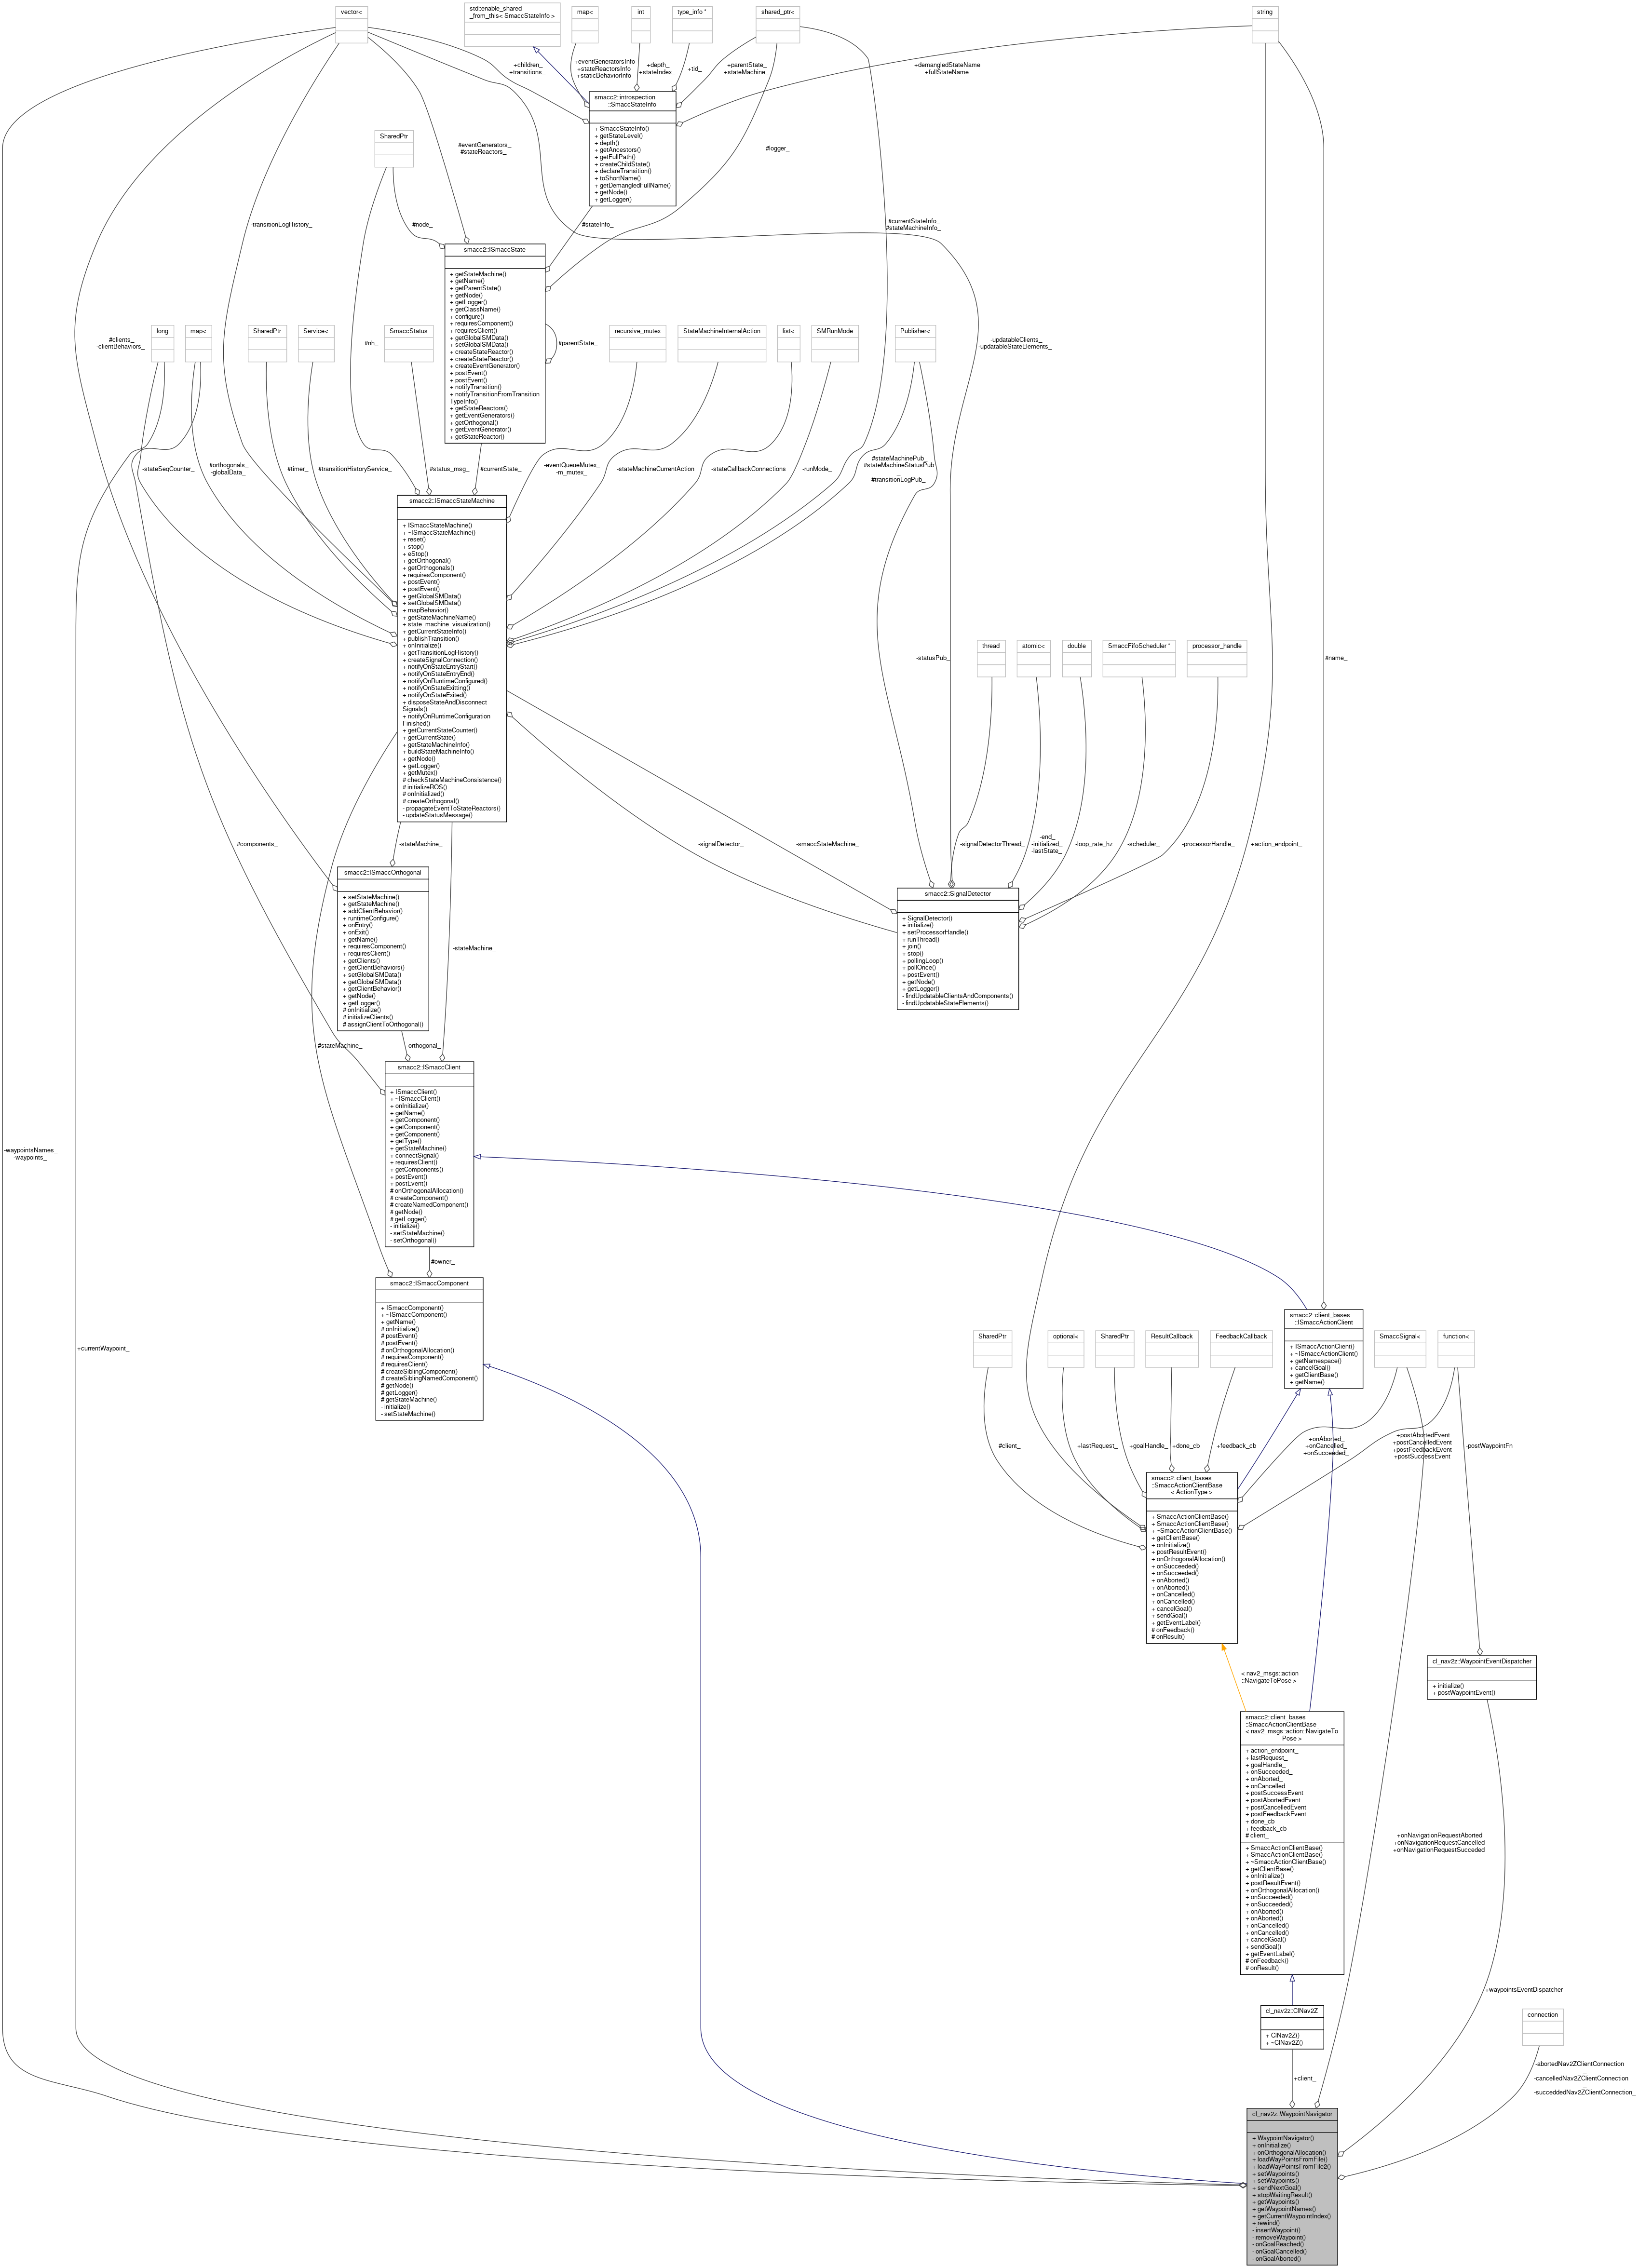 vector<
std::enable_shared
_from_this< SmaccStateInfo >
map<
int
type_info *
shared_ptr<
string
+children_
+transitions_
+eventGeneratorsInfo
+stateReactorsInfo
+staticBehaviorInfo
+depth_
+stateIndex_
+tid_
+parentState_
+stateMachine_
+demangledStateName
+fullStateName
smacc2::introspection
::SmaccStateInfo
+ SmaccStateInfo()
+ getStateLevel()
+ depth()
+ getAncestors()
+ getFullPath()
+ createChildState()
+ declareTransition()
+ toShortName()
+ getDemangledFullName()
+ getNode()
+ getLogger()
SharedPtr
#eventGenerators_
#stateReactors_
#logger_
-transitionLogHistory_
#node_
#stateInfo_
#currentStateInfo_
#stateMachineInfo_
smacc2::ISmaccState
+ getStateMachine()
+ getName()
+ getParentState()
+ getNode()
+ getLogger()
+ getClassName()
+ configure()
+ requiresComponent()
+ requiresClient()
+ getGlobalSMData()
+ setGlobalSMData()
+ createStateReactor()
+ createStateReactor()
+ createEventGenerator()
+ postEvent()
+ postEvent()
+ notifyTransition()
+ notifyTransitionFromTransition
TypeInfo()
+ getStateReactors()
+ getEventGenerators()
+ getOrthogonal()
+ getEventGenerator()
+ getStateReactor()
#parentState_
long
map<
SharedPtr
Service<
SmaccStatus
recursive_mutex
StateMachineInternalAction
list<
SMRunMode
Publisher<
#clients_
-clientBehaviors_
#nh_
-updatableClients_
-updatableStateElements_
-stateSeqCounter_
#orthogonals_
-globalData_
#timer_
#transitionHistoryService_
#status_msg_
#currentState_
-eventQueueMutex_
-m_mutex_
-stateMachineCurrentAction
-stateCallbackConnections
-runMode_
#stateMachinePub_
#stateMachineStatusPub
_
#transitionLogPub_
smacc2::ISmaccStateMachine
+ ISmaccStateMachine()
+ ~ISmaccStateMachine()
+ reset()
+ stop()
+ eStop()
+ getOrthogonal()
+ getOrthogonals()
+ requiresComponent()
+ postEvent()
+ postEvent()
+ getGlobalSMData()
+ setGlobalSMData()
+ mapBehavior()
+ getStateMachineName()
+ state_machine_visualization()
+ getCurrentStateInfo()
+ publishTransition()
+ onInitialize()
+ getTransitionLogHistory()
+ createSignalConnection()
+ notifyOnStateEntryStart()
+ notifyOnStateEntryEnd()
+ notifyOnRuntimeConfigured()
+ notifyOnStateExitting()
+ notifyOnStateExited()
+ disposeStateAndDisconnect
Signals()
+ notifyOnRuntimeConfiguration
Finished()
+ getCurrentStateCounter()
+ getCurrentState()
+ getStateMachineInfo()
+ buildStateMachineInfo()
+ getNode()
+ getLogger()
+ getMutex()
# checkStateMachineConsistence()
# initializeROS()
# onInitialized()
# createOrthogonal()
- propagateEventToStateReactors()
- updateStatusMessage()
thread
atomic<
double
SmaccFifoScheduler *
processor_handle
-statusPub_
#name_
#components_
-stateMachine_
-signalDetector_
-smaccStateMachine_
-signalDetectorThread_
-end_
-initialized_
-lastState_
-loop_rate_hz
-scheduler_
-processorHandle_
+action_endpoint_
smacc2::ISmaccOrthogonal
+ setStateMachine()
+ getStateMachine()
+ addClientBehavior()
+ runtimeConfigure()
+ onEntry()
+ onExit()
+ getName()
+ requiresComponent()
+ requiresClient()
+ getClients()
+ getClientBehaviors()
+ setGlobalSMData()
+ getGlobalSMData()
+ getClientBehavior()
+ getNode()
+ getLogger()
# onInitialize()
# initializeClients()
# assignClientToOrthogonal()
smacc2::SignalDetector
+ SignalDetector()
+ initialize()
+ setProcessorHandle()
+ runThread()
+ join()
+ stop()
+ pollingLoop()
+ pollOnce()
+ postEvent()
+ getNode()
+ getLogger()
- findUpdatableClientsAndComponents()
- findUpdatableStateElements()
-stateMachine_
#stateMachine_
-orthogonal_
smacc2::ISmaccClient
+ ISmaccClient()
+ ~ISmaccClient()
+ onInitialize()
+ getName()
+ getComponent()
+ getComponent()
+ getComponent()
+ getType()
+ getStateMachine()
+ connectSignal()
+ requiresClient()
+ getComponents()
+ postEvent()
+ postEvent()
# onOrthogonalAllocation()
# createComponent()
# createNamedComponent()
# getNode()
# getLogger()
- initialize()
- setStateMachine()
- setOrthogonal()
-waypointsNames_
-waypoints_
#owner_
smacc2::ISmaccComponent
+ ISmaccComponent()
+ ~ISmaccComponent()
+ getName()
# onInitialize()
# postEvent()
# postEvent()
# onOrthogonalAllocation()
# requiresComponent()
# requiresClient()
# createSiblingComponent()
# createSiblingNamedComponent()
# getNode()
# getLogger()
# getStateMachine()
- initialize()
- setStateMachine()
+currentWaypoint_
smacc2::client_bases
::ISmaccActionClient
+ ISmaccActionClient()
+ ~ISmaccActionClient()
+ getNamespace()
+ cancelGoal()
+ getClientBase()
+ getName()
SharedPtr
optional<
SharedPtr
ResultCallback
FeedbackCallback
SmaccSignal<
function<
#client_
+lastRequest_
+goalHandle_
+done_cb
+feedback_cb
+onAborted_
+onCancelled_
+onSucceeded_
+postAbortedEvent
+postCancelledEvent
+postFeedbackEvent
+postSuccessEvent
-postWaypointFn
smacc2::client_bases
::SmaccActionClientBase
< ActionType >
+ SmaccActionClientBase()
+ SmaccActionClientBase()
+ ~SmaccActionClientBase()
+ getClientBase()
+ onInitialize()
+ postResultEvent()
+ onOrthogonalAllocation()
+ onSucceeded()
+ onSucceeded()
+ onAborted()
+ onAborted()
+ onCancelled()
+ onCancelled()
+ cancelGoal()
+ sendGoal()
+ getEventLabel()
# onFeedback()
# onResult()
cl_nav2z::WaypointEventDispatcher
+ initialize()
+ postWaypointEvent()
< nav2_msgs::action
::NavigateToPose >
smacc2::client_bases
::SmaccActionClientBase
< nav2_msgs::action::NavigateTo
Pose >
+ action_endpoint_
+ lastRequest_
+ goalHandle_
+ onSucceeded_
+ onAborted_
+ onCancelled_
+ postSuccessEvent
+ postAbortedEvent
+ postCancelledEvent
+ postFeedbackEvent
+ done_cb
+ feedback_cb
# client_
+ SmaccActionClientBase()
+ SmaccActionClientBase()
+ ~SmaccActionClientBase()
+ getClientBase()
+ onInitialize()
+ postResultEvent()
+ onOrthogonalAllocation()
+ onSucceeded()
+ onSucceeded()
+ onAborted()
+ onAborted()
+ onCancelled()
+ onCancelled()
+ cancelGoal()
+ sendGoal()
+ getEventLabel()
# onFeedback()
# onResult()
+onNavigationRequestAborted
+onNavigationRequestCancelled
+onNavigationRequestSucceded
+waypointsEventDispatcher
cl_nav2z::ClNav2Z
+ ClNav2Z()
+ ~ClNav2Z()
connection
+client_
-abortedNav2ZClientConnection
_
-cancelledNav2ZClientConnection
_
-succeddedNav2ZClientConnection_
cl_nav2z::WaypointNavigator
+ WaypointNavigator()
+ onInitialize()
+ onOrthogonalAllocation()
+ loadWayPointsFromFile()
+ loadWayPointsFromFile2()
+ setWaypoints()
+ setWaypoints()
+ sendNextGoal()
+ stopWaitingResult()
+ getWaypoints()
+ getWaypointNames()
+ getCurrentWaypointIndex()
+ rewind()
- insertWaypoint()
- removeWaypoint()
- onGoalReached()
- onGoalCancelled()
- onGoalAborted()